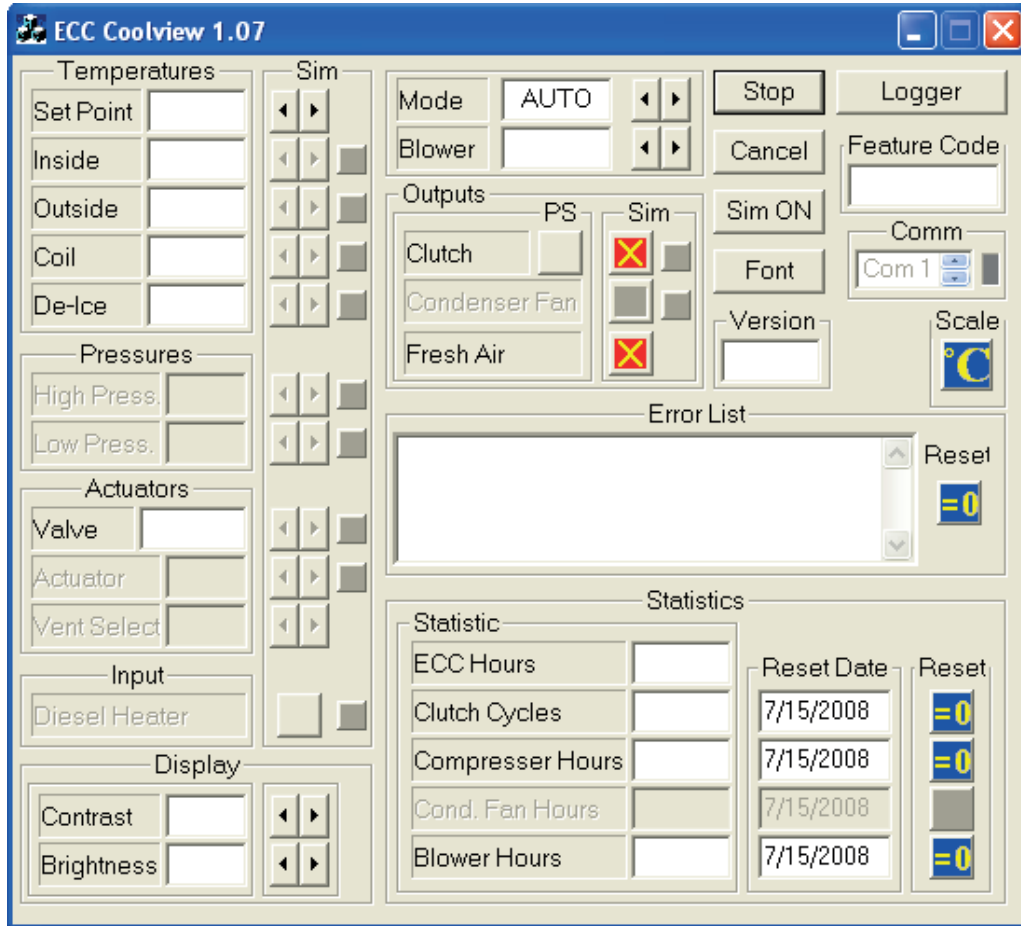 ECC Coolview 1.07
Temperatures
Sim
Set Point
Inside
Outside
Coil
De-Ice
Pressures
High Press.
Low Press.
Actuators
Valve
Actuator
Vent Select
Input
Diesel Heater
Display
Contrast
Brightness
Mode AUTO
Blower
Outputs
PS
Sim
Clutch
Condenser Fan
Fresh Air
Stop
Logger
Cancel
Feature Code
Sim ON
Comm
Font
Com 1
Version
Scale
°C
Error List
Reset
=0
Statistics
Statistic
Reset Date
Reset
ECC Hours
Clutch Cycles 7/15/2008 =0
Compresser Hours 7/15/2008 =0
Cond. Fan Hours 7/15/2008
Blower Hours 7/15/2008 =0